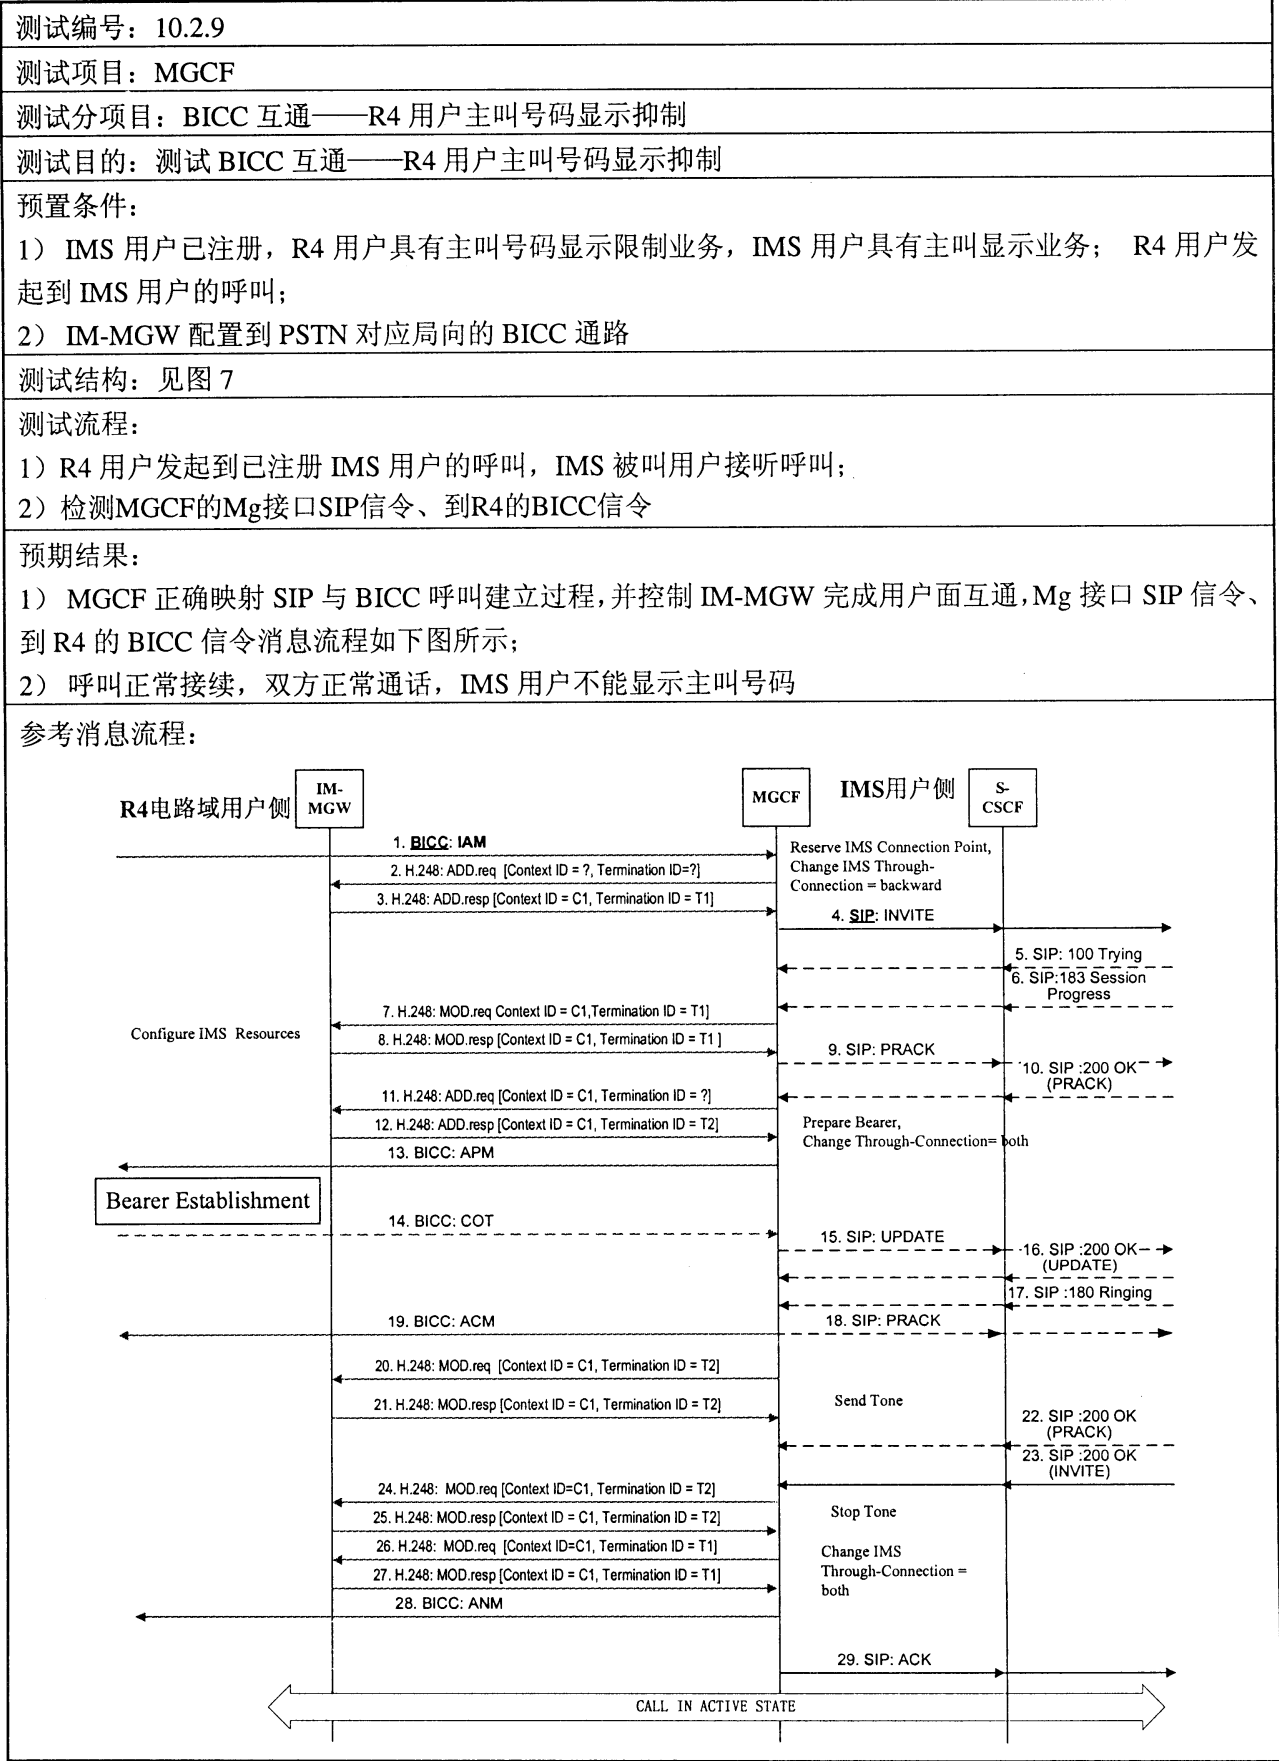 测试编号：10.2.9
测试项目：MGCF
测试分项目：BICC 互通——R4 用户主叫号码显示抑制
测试目的：测试 BICC 互通——R4 用户主叫号码显示抑制
预置条件：
1） IMS 用户已注册，R4 用户具有主叫号码显示限制业务，IMS 用户具有主叫显示业务； R4 用户发
起到 IMS 用户的呼叫；
2） IM-MGW 配置到 PSTN 对应局向的 BICC 通路
测试结构：见图 7
测试流程：
1）R4 用户发起到已注册 IMS 用户的呼叫，IMS 被叫用户接听呼叫；
2）检测MGCF的Mg接口SIP信令、到R4的BICC信令
预期结果：
1） MGCF 正确映射 SIP 与 BICC 呼叫建立过程，并控制 IM-MGW 完成用户面互通，Mg 接口 SIP 信令、
到 R4 的 BICC 信令消息流程如下图所示；
2） 呼叫正常接续，双方正常通话，IMS 用户不能显示主叫号码
参考消息流程：
R4电路域用户侧
IM-
MGW
MGCF
IMS用户侧
S-
CSCF
1. BICC: IAM
Reserve IMS Connection Point,
Change IMS Through-
Connection = backward
2. H.248: ADD.req [Context ID = ?, Termination ID=?]
3. H.248: ADD.resp [Context ID = C1, Termination ID = T1]
4. SIP: INVITE
5. SIP: 100 Trying
6. SIP:183 Session
Progress
7. H.248: MOD.req Context ID = C1,Termination ID = T1]
Configure IMS Resources
8. H.248: MOD.resp [Context ID = C1, Termination ID = T1 ]
9. SIP: PRACK
10. SIP :200 OK
(PRACK)
11. H.248: ADD.req [Context ID = C1, Termination ID = ?]
12. H.248: ADD.resp [Context ID = C1, Termination ID = T2]
Prepare Bearer,
Change Through-Connection= both
13. BICC: APM
Bearer Establishment
14. BICC: COT
15. SIP: UPDATE
16. SIP :200 OK
(UPDATE)
17. SIP :180 Ringing
19. BICC: ACM
18. SIP: PRACK
20. H.248: MOD.req [Context ID = C1, Termination ID = T2]
21. H.248: MOD.resp [Context ID = C1, Termination ID = T2]
Send Tone
22. SIP :200 OK
(PRACK)
23. SIP :200 OK
(INVITE)
24. H.248: MOD.req [Context ID=C1, Termination ID = T2]
25. H.248: MOD.resp [Context ID = C1, Termination ID = T2]
Stop Tone
26. H.248: MOD.req [Context ID=C1, Termination ID = T1]
27. H.248: MOD.resp [Context ID = C1, Termination ID = T1]
Change IMS
Through-Connection =
both
28. BICC: ANM
29. SIP: ACK
CALL IN ACTIVE STATE